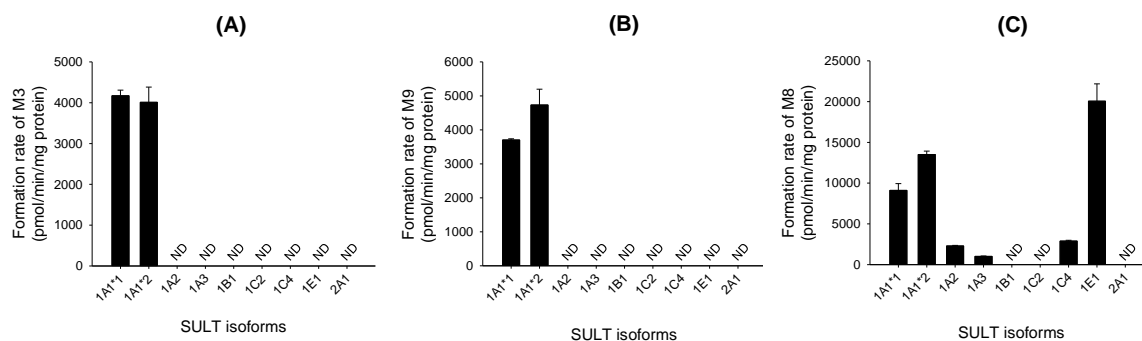 (A)
Formation rate of M3
(pmol/min/mg protein)
5000
4000
3000
2000
1000
0
ND ND ND ND ND ND ND
1A1*1 1A1*2 1A2 1A3 1B1 1C2 1C4 1E1 2A1
SULT isoforms
(B)
Formation rate of M9
(pmol/min/mg protein)
6000
5000
4000
3000
2000
1000
0
ND ND ND ND ND ND ND
1A1*1 1A1*2 1A2 1A3 1B1 1C2 1C4 1E1 2A1
SULT isoforms
(C)
Formation rate of M8
(pmol/min/mg protein)
25000
20000
15000
10000
5000
0
ND ND ND
1A1*1 1A1*2 1A2 1A3 1B1 1C2 1C4 1E1 2A1
SULT isoforms